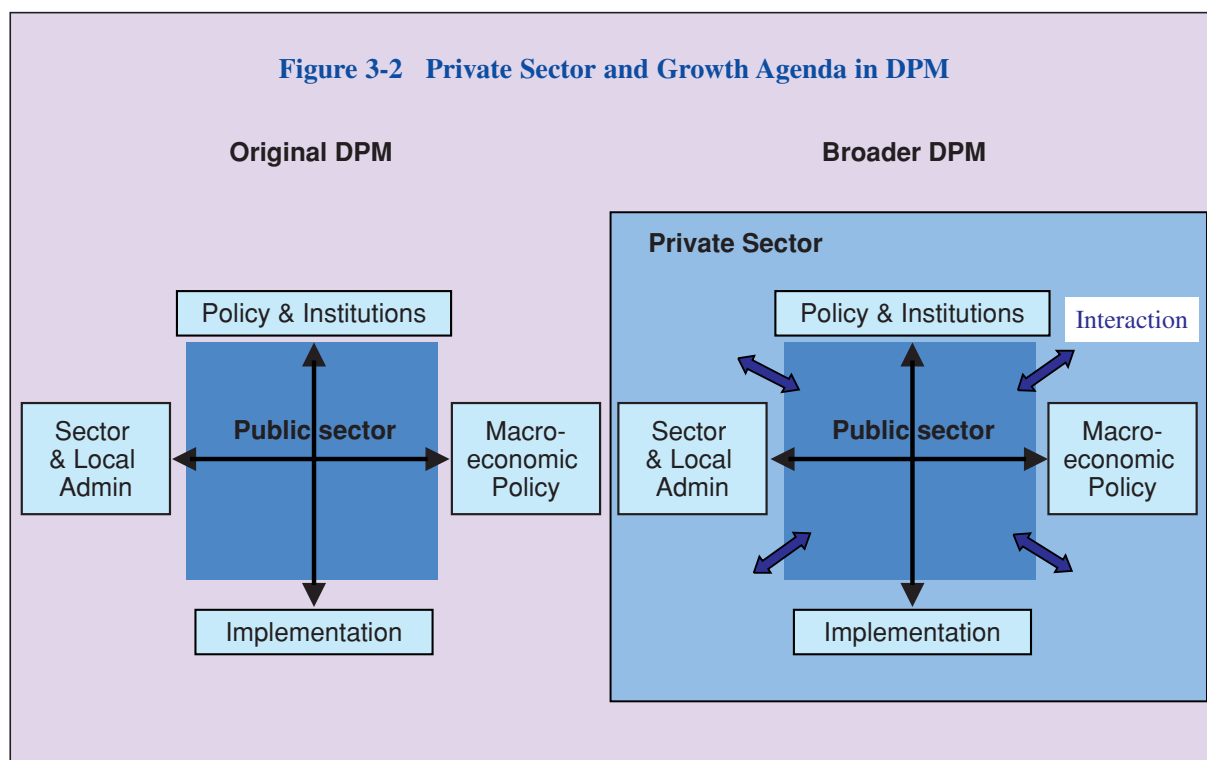 Figure 3-2 Private Sector and Growth Agenda in DPM
Original DPM
Policy & Institutions
Sector
& Local
Admin
Public sector
Macro-
economic
Policy
Implementation
Broader DPM
Private Sector
Policy & Institutions
Interaction
Sector
& Local
Admin
Public sector
Macro-
economic
Policy
Implementation